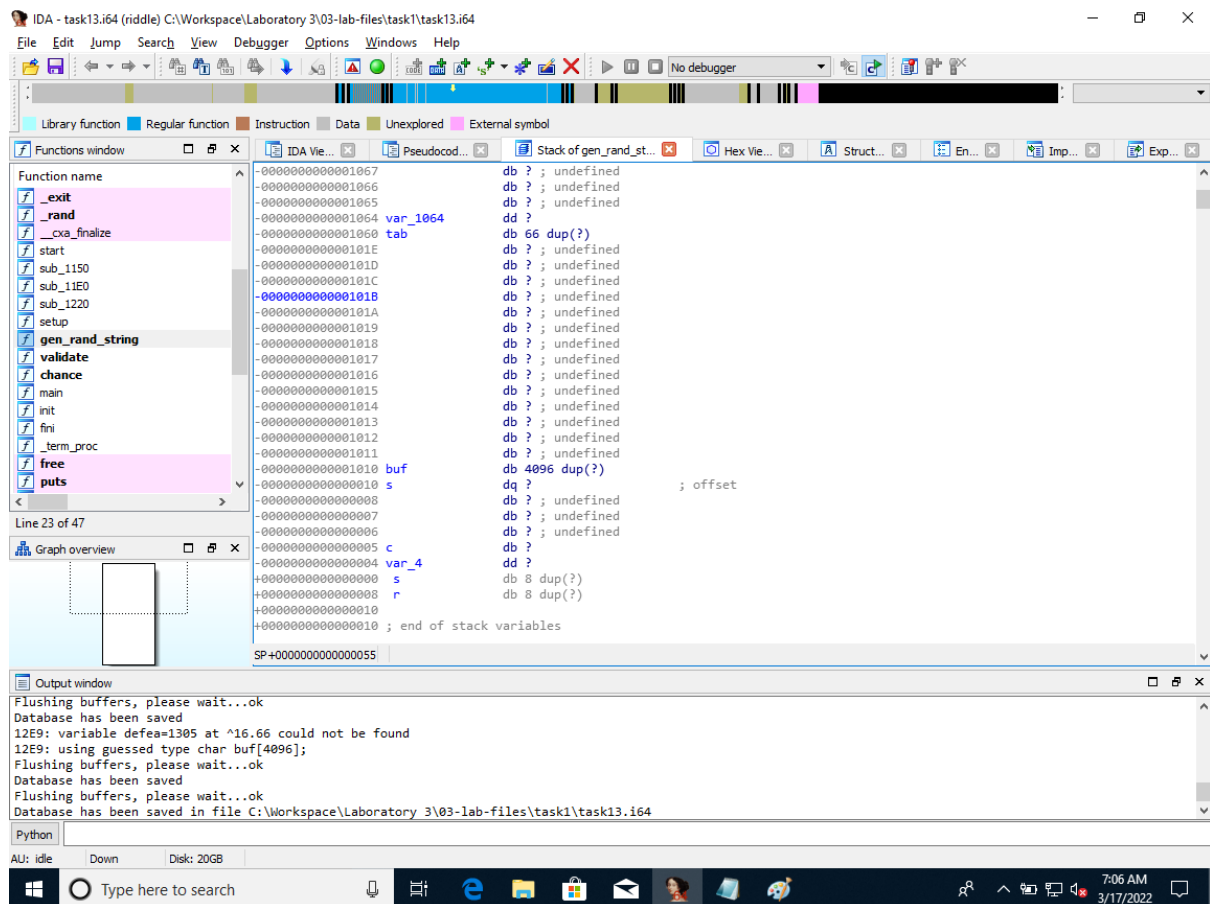 IDA - task13.i64 (riddle) C:\Workspace\Laboratory 3\03-lab-files\task1\task13.i64
File Edit Jump Search View Debugger Options Windows Help
No debugger
Library function Regular function Instruction Data Unexplored External symbol
Functions window
IDA Vie... Pseudocod... Stack of gen_rand_st... Hex Vie... Struct... En... Imp... Exp...
Function name
_exit
_rand
__cxa_finalize
start
sub_1150
sub_11E0
sub_1220
setup
gen_rand_string
validate
chance
main
init
fini
_term_proc
free
puts
Line 23 of 47
Graph overview
-0000000000001067 db ? ; undefined
-0000000000001066 db ? ; undefined
-0000000000001065 db ? ; undefined
-0000000000001064 var_1064 dd ?
-0000000000001060 tab db 66 dup(?)
-000000000000101E db ? ; undefined
-000000000000101D db ? ; undefined
-000000000000101C db ? ; undefined
-000000000000101B db ? ; undefined
-000000000000101A db ? ; undefined
-0000000000001019 db ? ; undefined
-0000000000001018 db ? ; undefined
-0000000000001017 db ? ; undefined
-0000000000001016 db ? ; undefined
-0000000000001015 db ? ; undefined
-0000000000001014 db ? ; undefined
-0000000000001013 db ? ; undefined
-0000000000001012 db ? ; undefined
-0000000000001011 db ? ; undefined
-0000000000001010 buf db 4096 dup(?)
-0000000000000010 s dq ? ; offset
-0000000000000008 db ? ; undefined
-0000000000000007 db ? ; undefined
-0000000000000006 db ? ; undefined
-0000000000000005 c db ?
-0000000000000004 var_4 dd ?
+0000000000000000 s db 8 dup(?)
+0000000000000008 r db 8 dup(?)
+0000000000000010
+0000000000000010 ; end of stack variables
SP+0000000000000055
Output window
Flushing buffers, please wait...ok
Database has been saved
12E9: variable defea=1305 at ^16.66 could not be found
12E9: using guessed type char buf[4096];
Flushing buffers, please wait...ok
Database has been saved
Flushing buffers, please wait...ok
Database has been saved in file C:\Workspace\Laboratory 3\03-lab-files\task1\task13.i64
Python
AU: idle Down Disk: 20GB
Type here to search
7:06 AM
3/17/2022